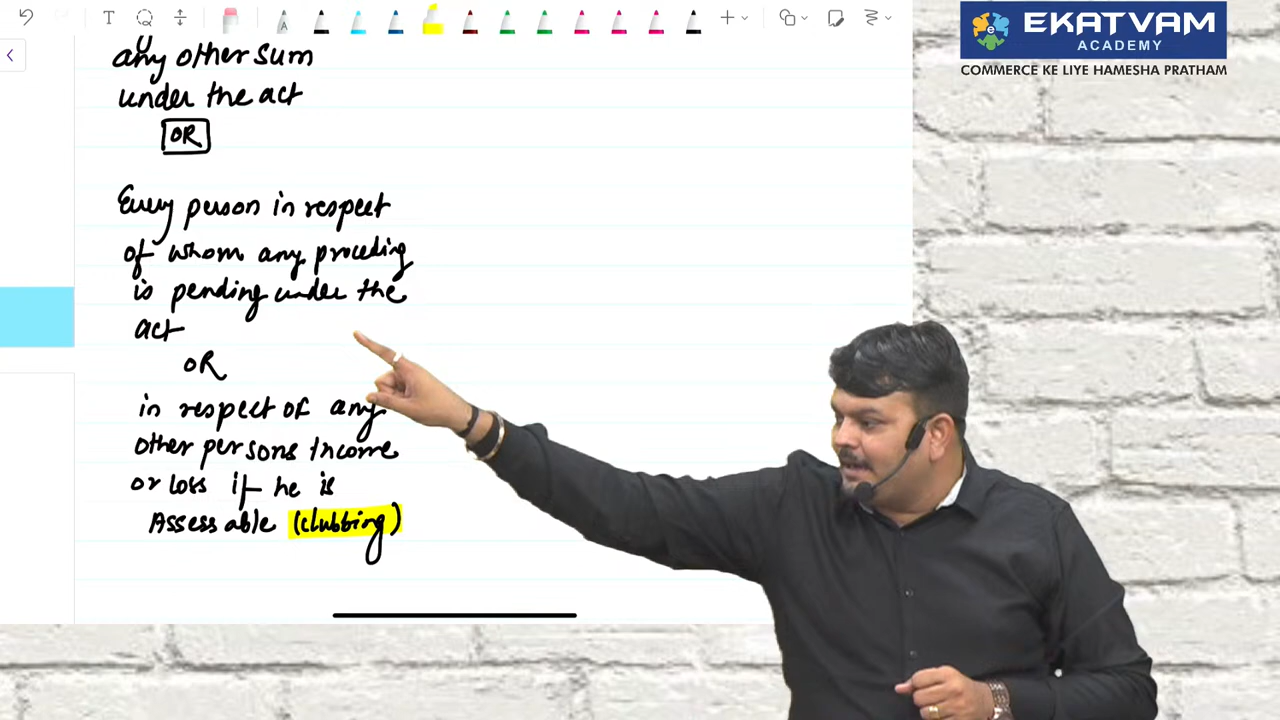 any other sum
under the act
OR
Every person in respect
of whom any proceding
is pending under the
act
OR
in respect of any
other persons Income
or loss if he is
Assessable (clubbing)
EKATVAM
ACADEMY
COMMERCE KE LIYE HAMESHA PRATHAM